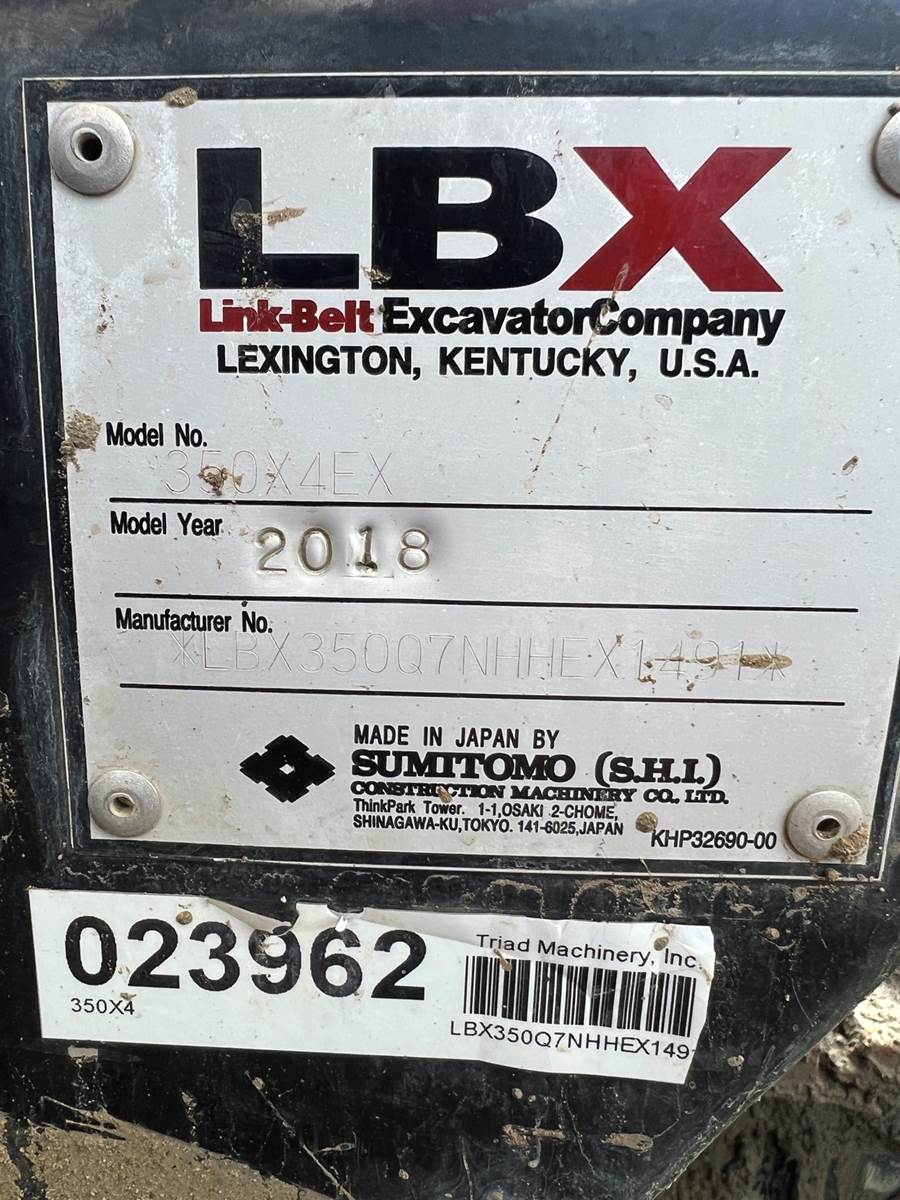 LBX
Link-Belt ExcavatorCompany
LEXINGTON, KENTUCKY, U.S.A.
Model No.
350X4EX
Model Year
2018
Manufacturer No.
*LBX350Q7NHHEX1491*
MADE IN JAPAN BY
SUMITOMO (S.H.I.)
CONSTRUCTION MACHINERY CO., LTD.
ThinkPark Tower. 1-1,OSAKI 2-CHOME,
SHINAGAWA-KU,TOKYO. 141-6025,JAPAN
KHP32690-00
023962
350X4
Triad Machinery, Inc.
LBX350Q7NHHEX149